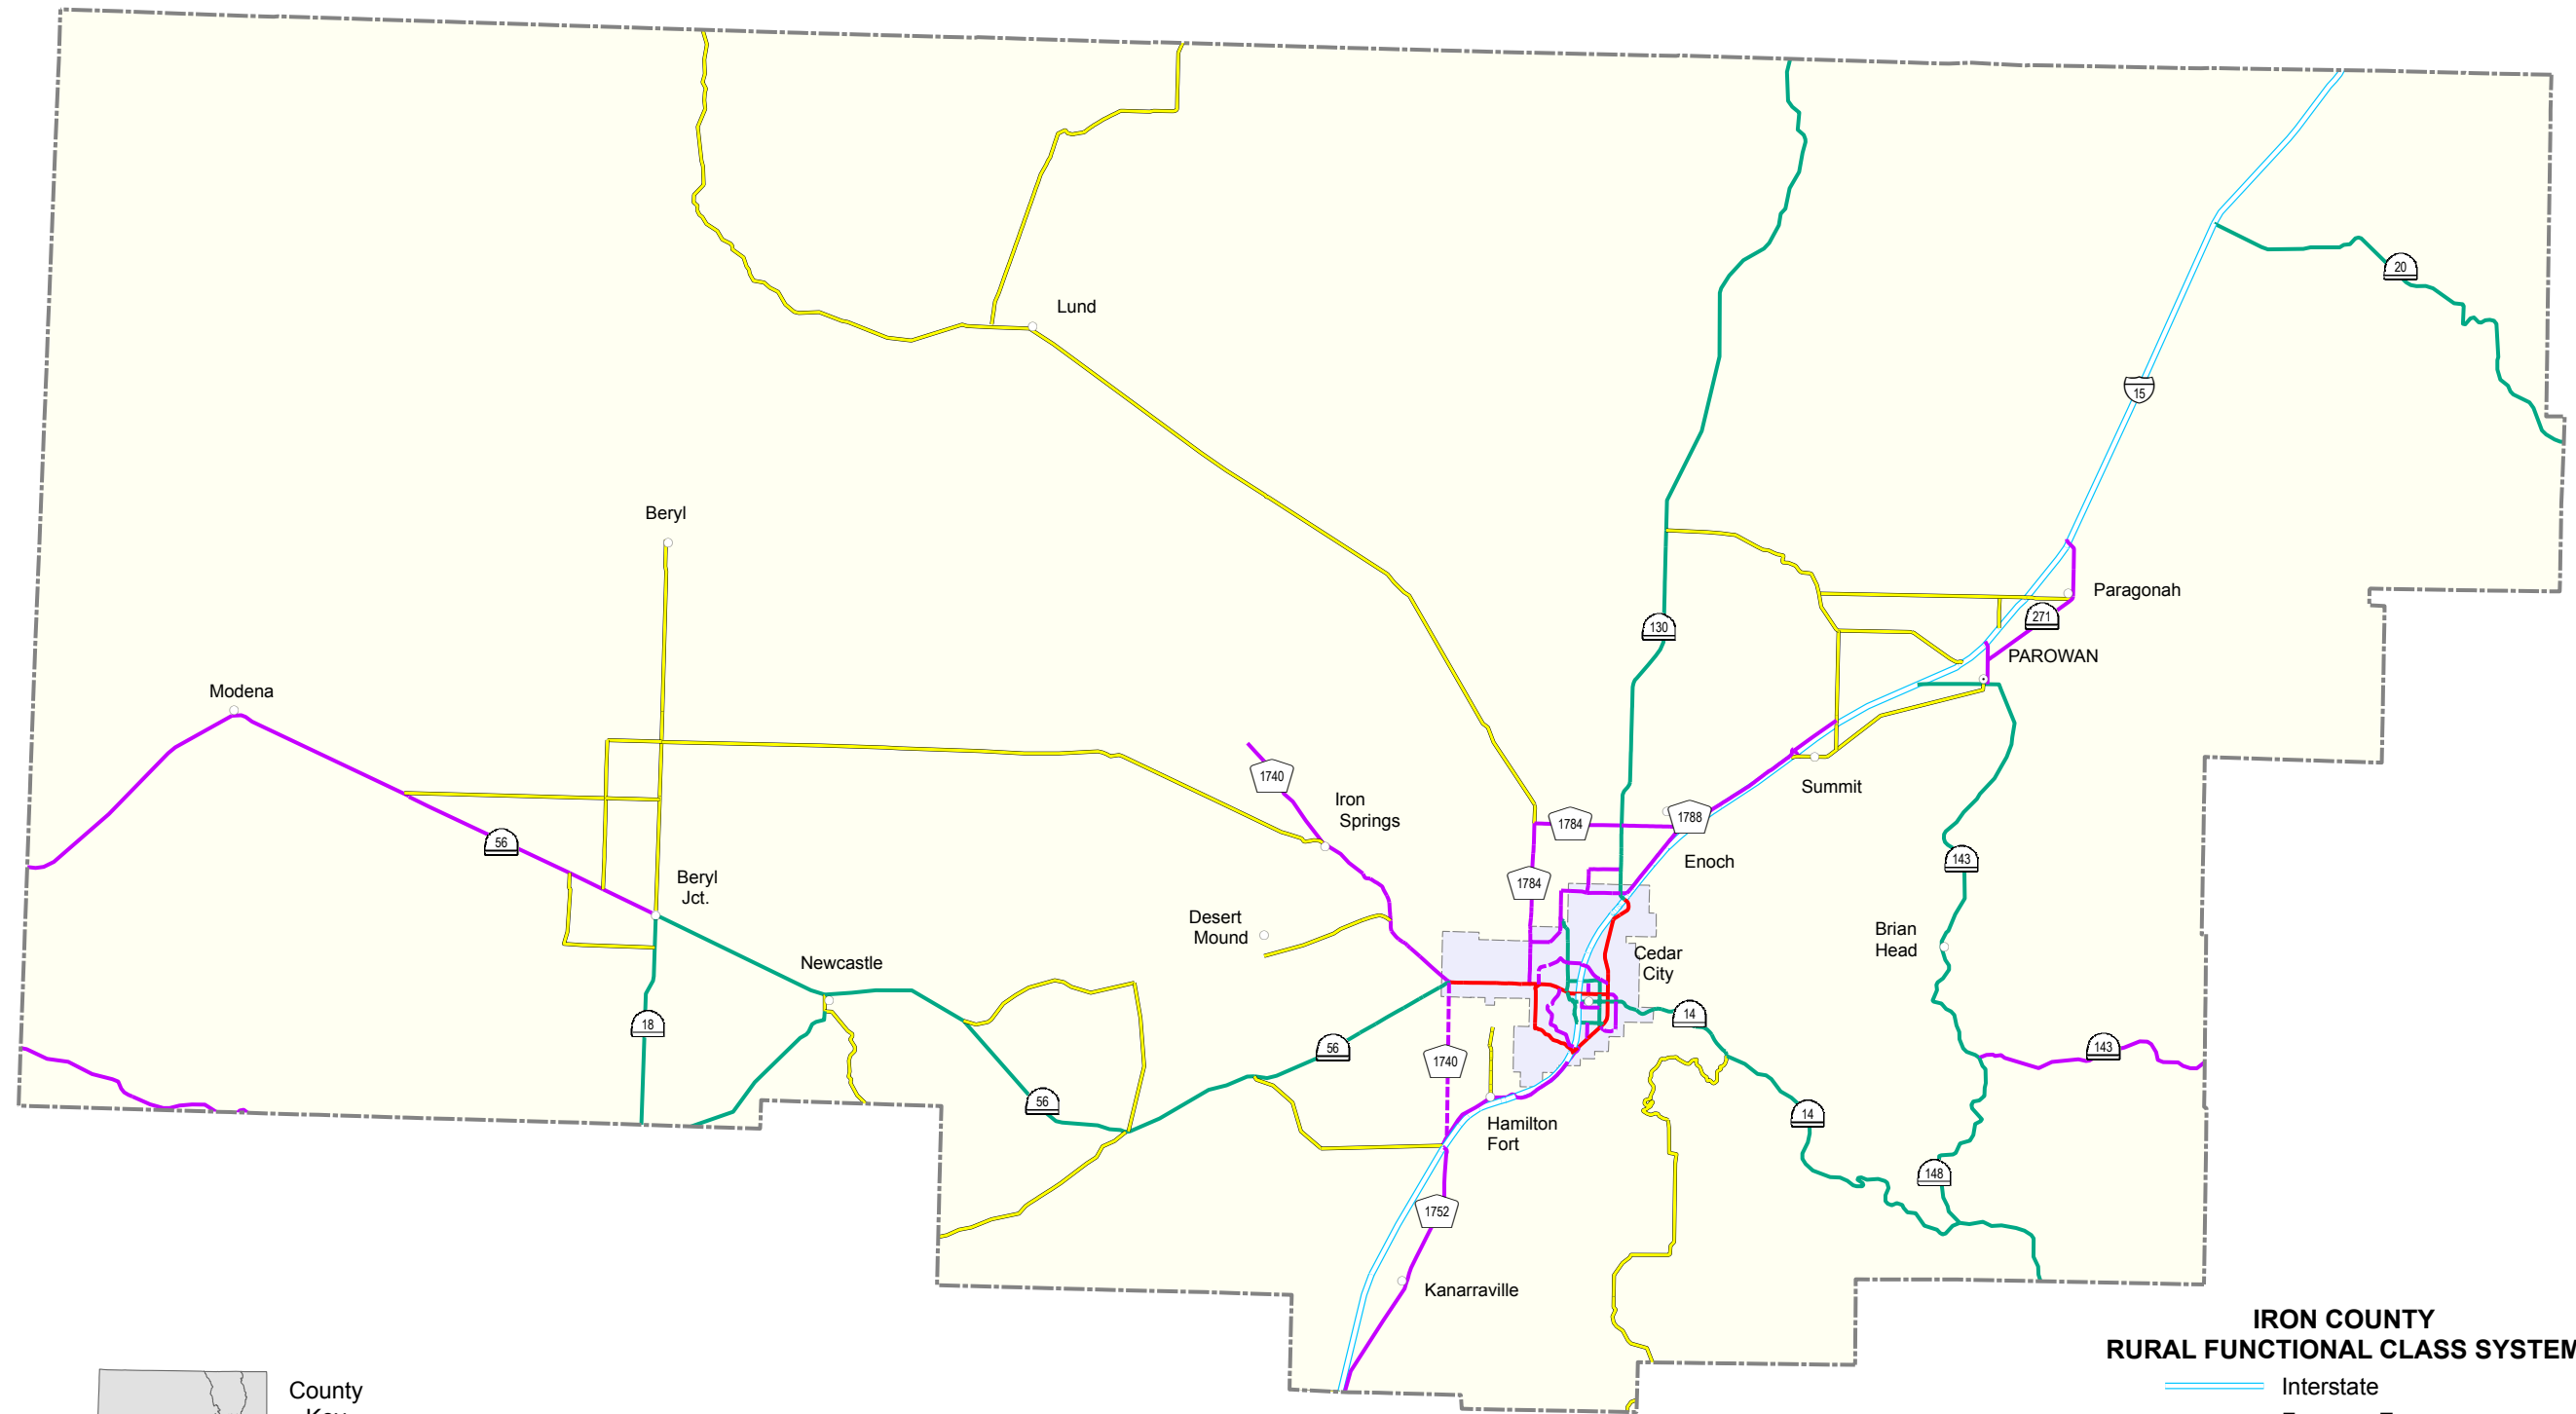 20
Lund
15
Beryl
Paragonah
271
130
PAROWAN
Modena
1740
Summit
Iron
Springs
1784
1788
56
Enoch
143
Beryl
Jct.
1784
Desert
Mound
Brian
Head
Cedar
City
Newcastle
14
18
56
143
1740
56
14
Hamilton
Fort
148
1752
Kanarraville
IRON COUNTY
RURAL FUNCTIONAL CLASS SYSTEM
Interstate
County